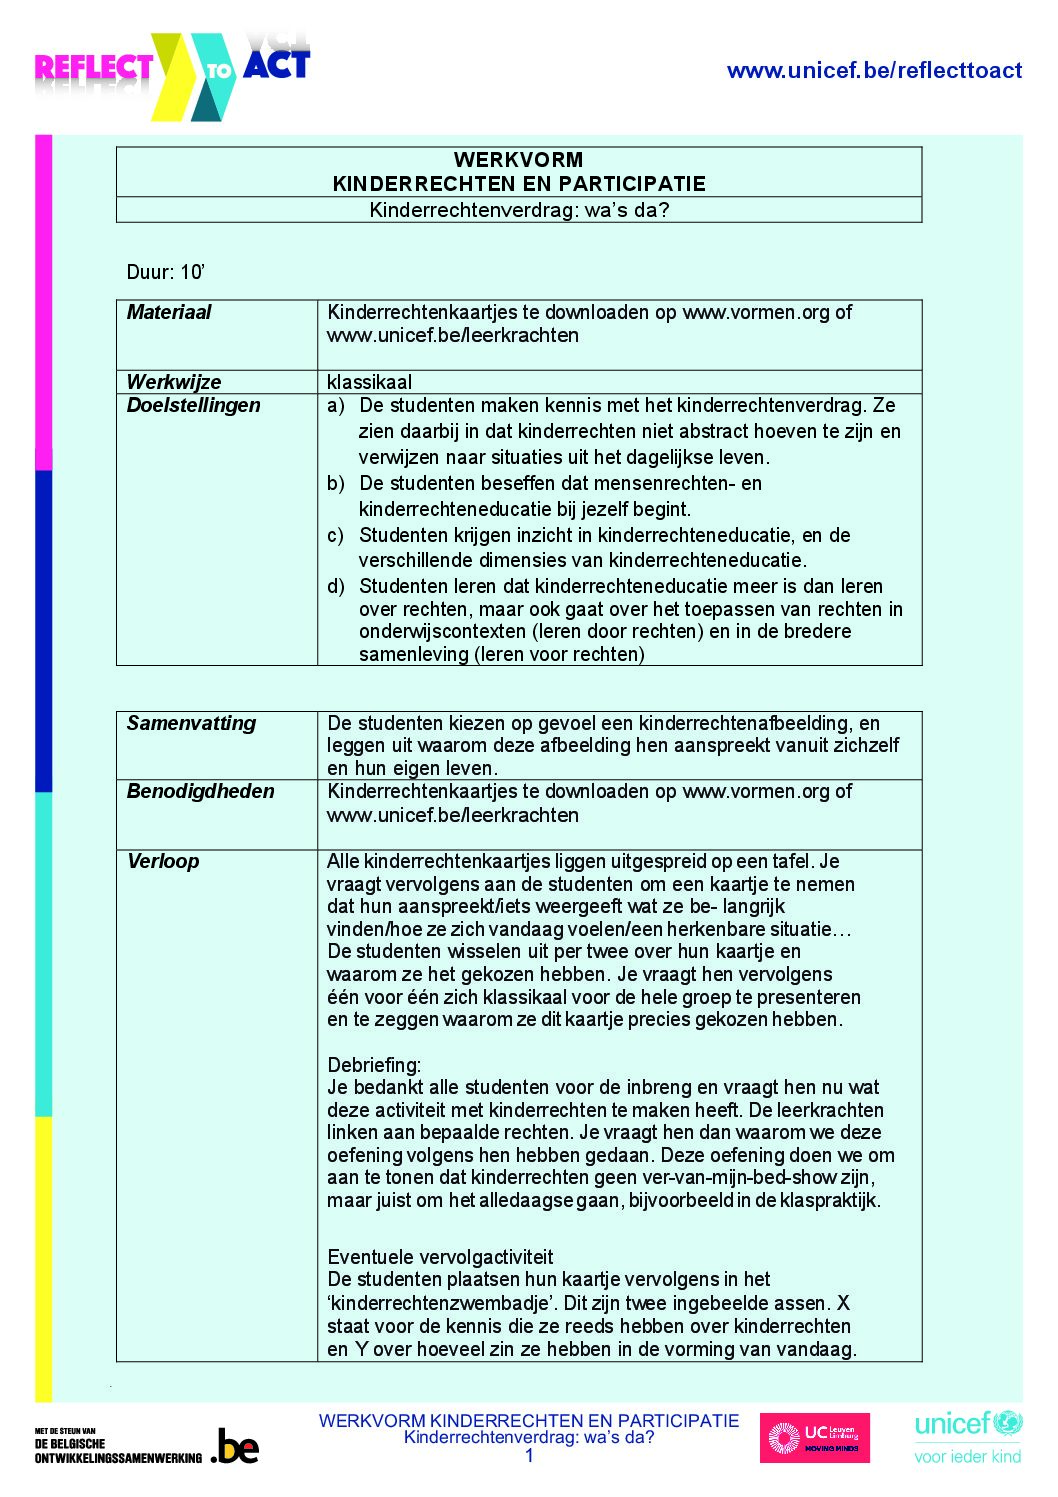 REFLECT TO ACT
www.unicef.be/reflecttoact
WERKVORM
KINDERRECHTEN EN PARTICIPATIE
Kinderrechtenverdrag: wa's da?
Duur: 10'
Materiaal
Kinderrechtenkaartjes te downloaden op www.vormen.org of
www.unicef.be/leerkrachten
Werkwijze
klassikaal
Doelstellingen
a) De studenten maken kennis met het kinderrechtenverdrag. Ze
zien daarbij in dat kinderrechten niet abstract hoeven te zijn en
verwijzen naar situaties uit het dagelijkse leven.
b) De studenten beseffen dat mensenrechten- en
kinderrechteneducatie bij jezelf begint.
c) Studenten krijgen inzicht in kinderrechteneducatie, en de
verschillende dimensies van kinderrechteneducatie.
d) Studenten leren dat kinderrechteneducatie meer is dan leren
over rechten, maar ook gaat over het toepassen van rechten in
onderwijscontexten (leren door rechten) en in de bredere
samenleving (leren voor rechten)
Samenvatting
De studenten kiezen op gevoel een kinderrechtenafbeelding, en
leggen uit waarom deze afbeelding hen aanspreekt vanuit zichzelf
en hun eigen leven.
Benodigdheden
Kinderrechtenkaartjes te downloaden op www.vormen.org of
www.unicef.be/leerkrachten
Verloop
Alle kinderrechtenkaartjes liggen uitgespreid op een tafel. Je
vraagt vervolgens aan de studenten om een kaartje te nemen
dat hun aanspreekt/iets weergeeft wat ze be- langrijk
vinden/hoe ze zich vandaag voelen/een herkenbare situatie…
De studenten wisselen uit per twee over hun kaartje en
waarom ze het gekozen hebben. Je vraagt hen vervolgens
één voor één zich klassikaal voor de hele groep te presenteren
en te zeggen waarom ze dit kaartje precies gekozen hebben.
Debriefing:
Je bedankt alle studenten voor de inbreng en vraagt hen nu wat
deze activiteit met kinderrechten te maken heeft. De leerkrachten
linken aan bepaalde rechten. Je vraagt hen dan waarom we deze
oefening volgens hen hebben gedaan. Deze oefening doen we om
aan te tonen dat kinderrechten geen ver-van-mijn-bed-show zijn,
maar juist om het alledaagse gaan, bijvoorbeeld in de klaspraktijk.
Eventuele vervolgactiviteit
De studenten plaatsen hun kaartje vervolgens in het
'kinderrechtenzwembadje'. Dit zijn twee ingebeelde assen. X
staat voor de kennis die ze reeds hebben over kinderrechten
en Y over hoeveel zin ze hebben in de vorming van vandaag.
.
MET DE STEUN VAN
DE BELGISCHE
ONTWIKKELINGSSAMENWERKING
.be
WERKVORM KINDERRECHTEN EN PARTICIPATIE
Kinderrechtenverdrag: wa's da?
1
UC Leuven
Limburg
MOVING MINDS
unicef
voor ieder kind